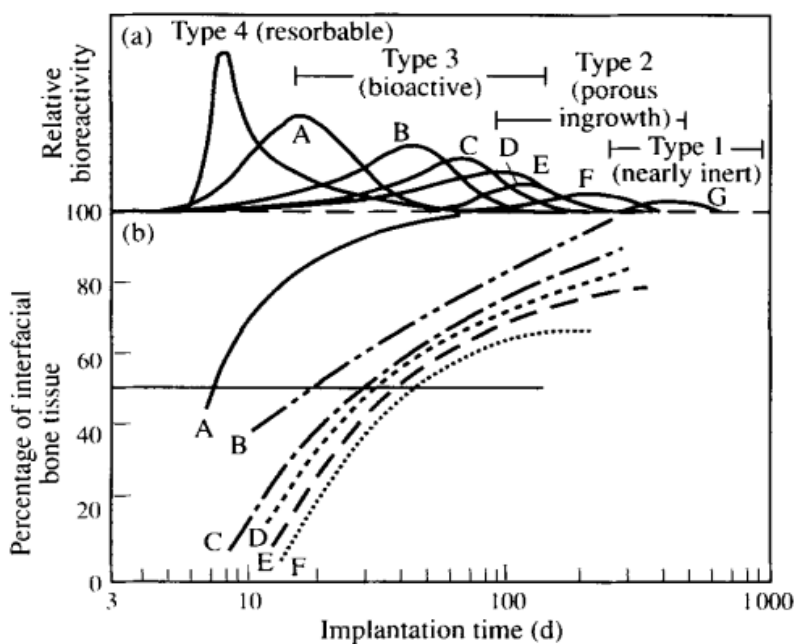 (a) Type 4 (resorbable)
Type 3
(bioactive)
Type 2
(porous
ingrowth)
Type 1
(nearly inert)
A
B
C
D
E
F
G
Relative
bioreactivity
100
(b)
80
60
40
20
0
Percentage of interfacial
bone tissue
A
B
C
D
E
F
3
10
100
1000
Implantation time (d)